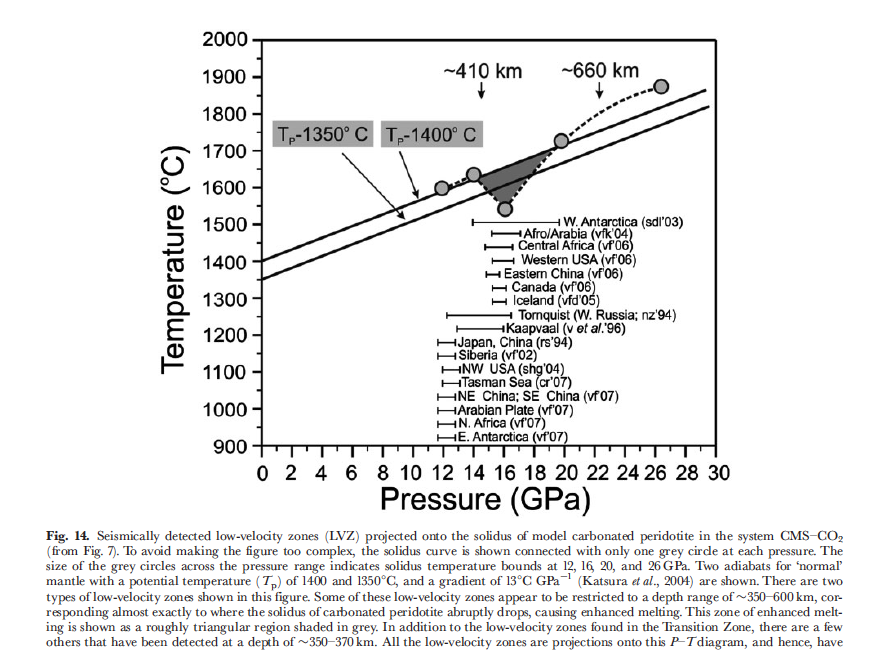 2000
1900
1800
1700
1600
1500
1400
1300
1200
1100
1000
900
Temperature (°C)
~410 km
~660 km
Tp-1350° C
Tp-1400° C
W. Antarctica (sdl'03)
Afro/Arabia (vfk'04)
Central Africa (vf'06)
Western USA (vf'06)
Eastern China (vf'06)
Canada (vf'06)
Iceland (vfd'05)
Tornquist (W. Russia; nz'94)
Kaapvaal (v et al.'96)
Japan, China (rs'94)
Siberia (vf'02)
NW USA (shg'04)
Tasman Sea (cr'07)
NE China; SE China (vf'07)
Arabian Plate (vf'07)
N. Africa (vf'07)
E. Antarctica (vf'07)
0 2 4 6 8 10 12 14 16 18 20 22 24 26 28 30
Pressure (GPa)
Fig. 14. Seismically detected low-velocity zones (LVZ) projected onto the solidus of model carbonated peridotite in the system CMS–CO₂
(from Fig. 7). To avoid making the figure too complex, the solidus curve is shown connected with only one grey circle at each pressure. The
size of the grey circles across the pressure range indicates solidus temperature bounds at 12, 16, 20, and 26 GPa. Two adiabats for 'normal'
mantle with a potential temperature (Tp) of 1400 and 1350°C, and a gradient of 13°C GPa⁻¹ (Katsura et al., 2004) are shown. There are two
types of low-velocity zones shown in this figure. Some of these low-velocity zones appear to be restricted to a depth range of ~350–600 km, cor-
responding almost exactly to where the solidus of carbonated peridotite abruptly drops, causing enhanced melting. This zone of enhanced melt-
ing is shown as a roughly triangular region shaded in grey. In addition to the low-velocity zones found in the Transition Zone, there are a few
others that have been detected at a depth of ~350–370 km. All the low-velocity zones are projections onto this P–T diagram, and hence, have